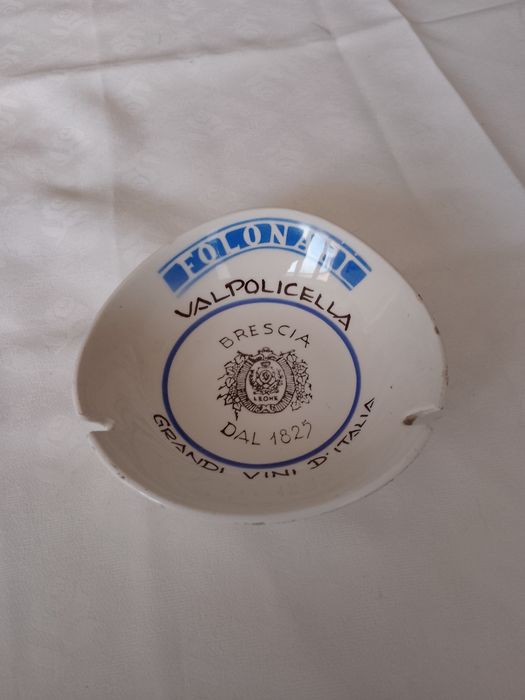 FOLONARI
VALPOLICELLA
BRESCIA
LEONE
DAL 1825
GRANDI VINI D'ITALIA